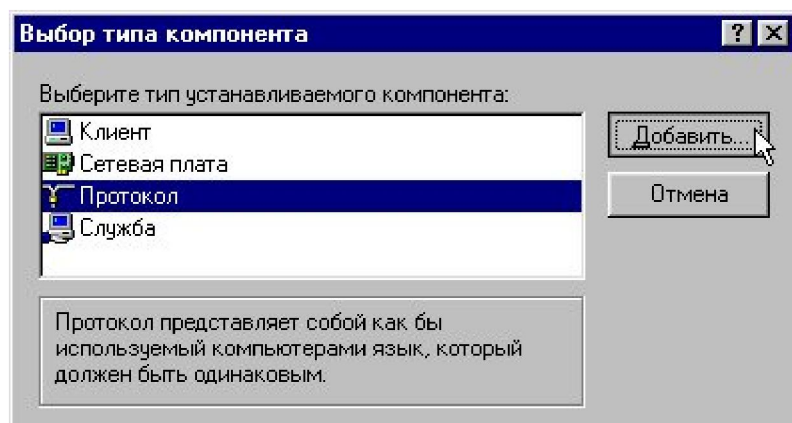 Выбор типа компонента
Выберите тип устанавливаемого компонента:
Клиент
Сетевая плата
Протокол
Служба
Добавить...
Отмена
Протокол представляет собой как бы
используемый компьютерами язык, который
должен быть одинаковым.